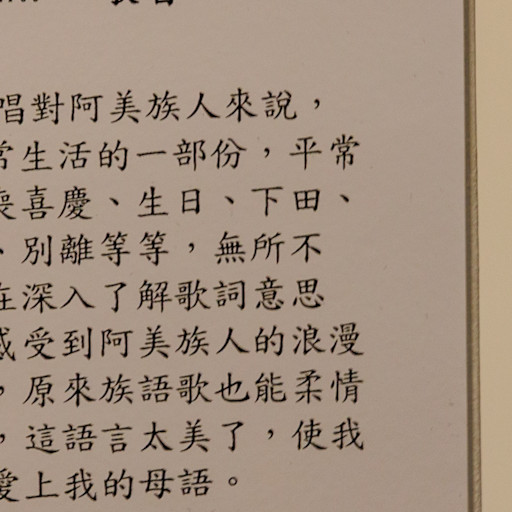 唱對阿美族人來說，
常生活的一部份，平常
喪喜慶、生日、下田、
、別離等等，無所不
在深入了解歌詞意思
感受到阿美族人的浪漫
，原來族語歌也能柔情
，這語言太美了，使我
愛上我的母語。